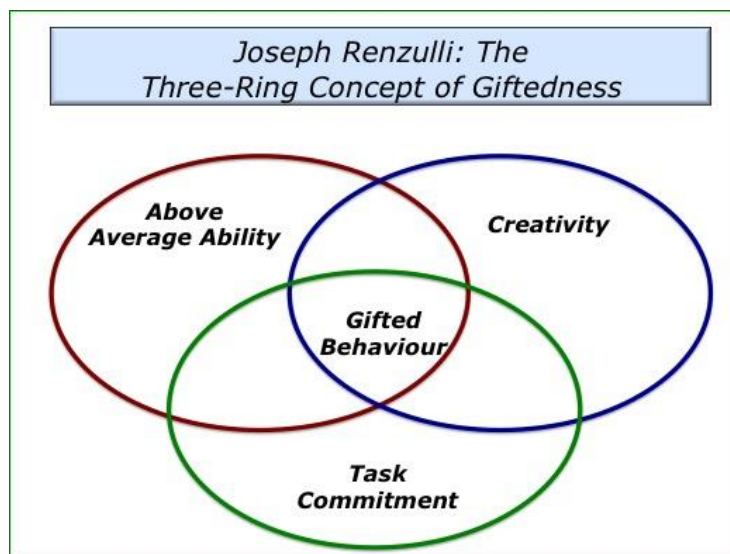 Joseph Renzulli: The
Three-Ring Concept of Giftedness
Above
Average Ability
Creativity
Gifted
Behaviour
Task
Commitment